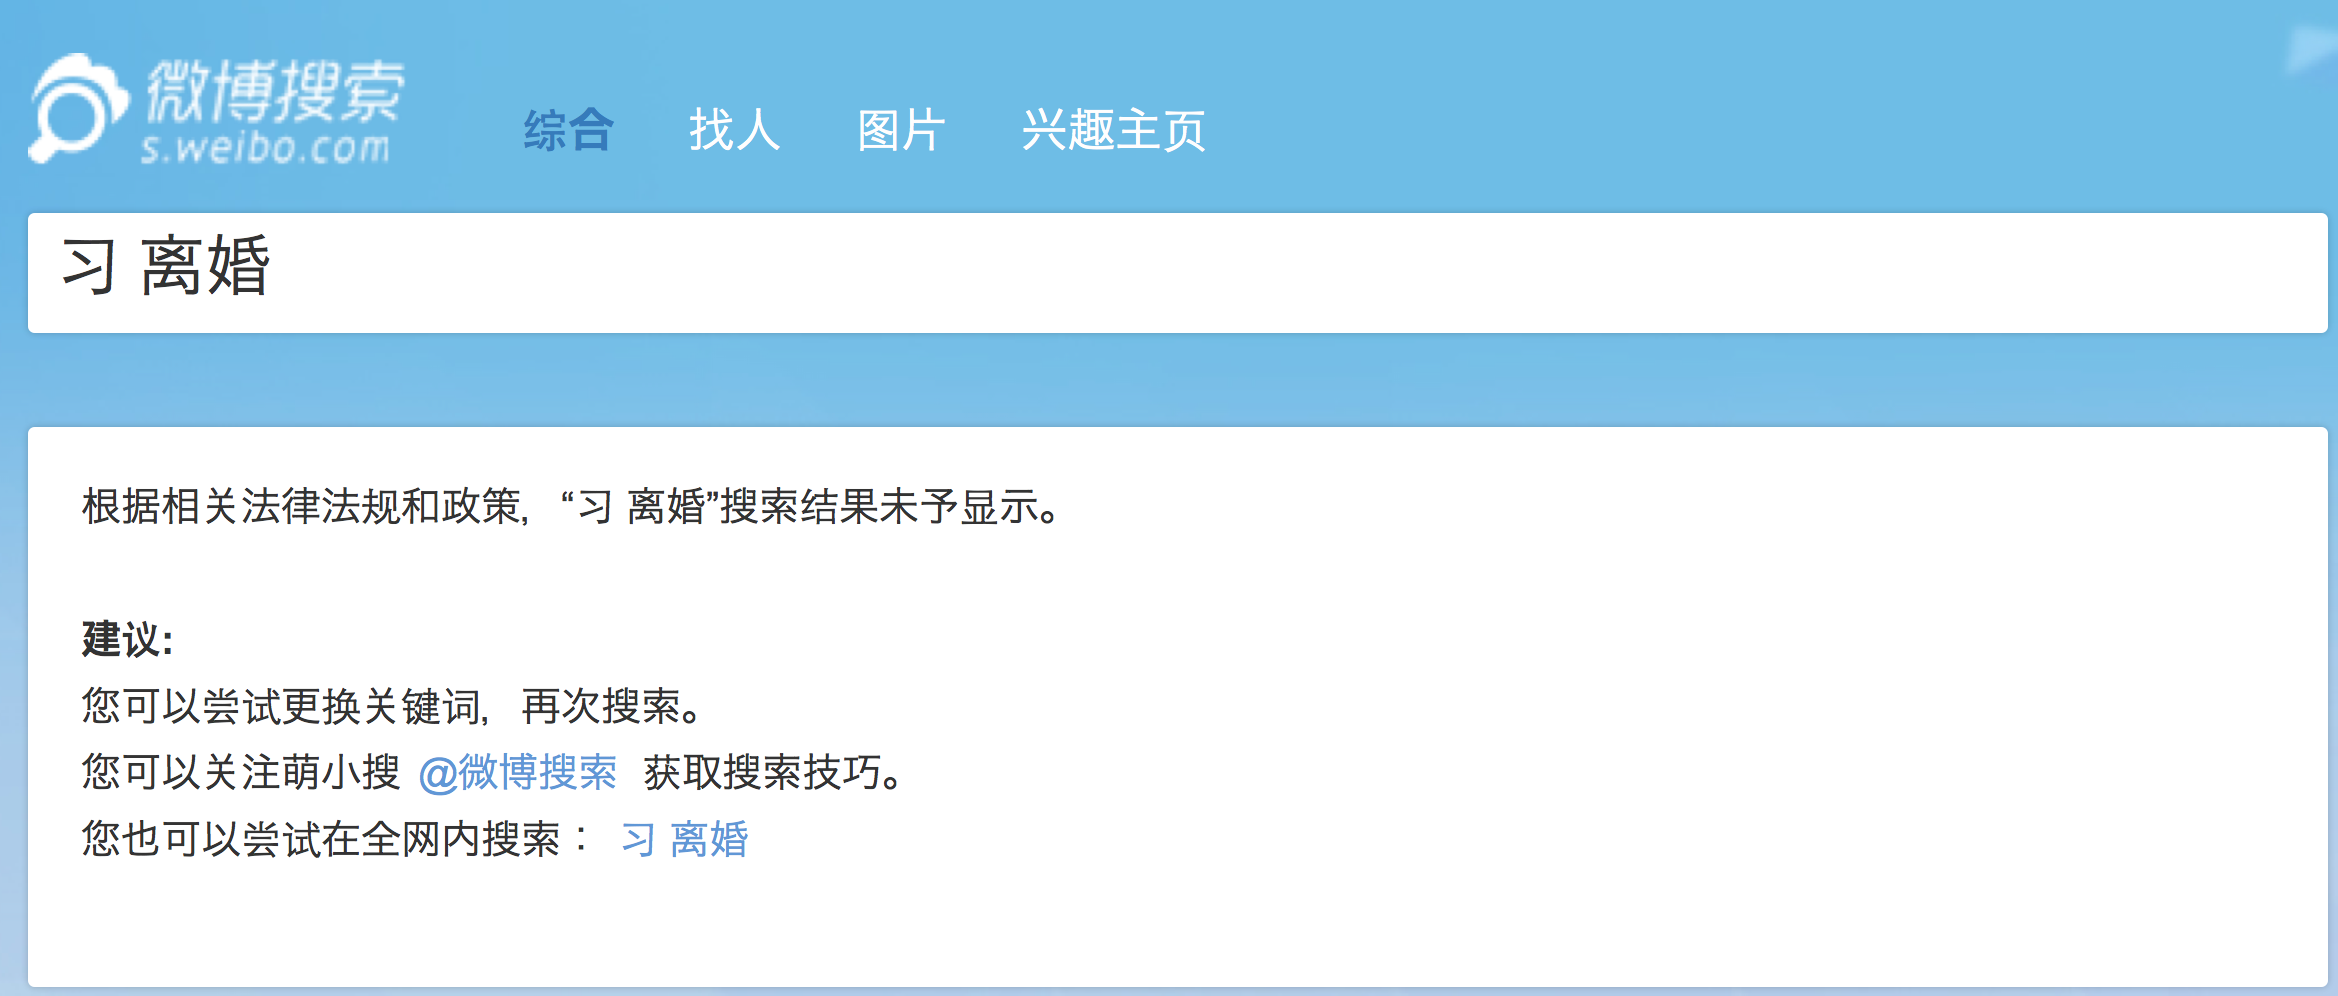 微博搜索
s.weibo.com
综合 找人 图片 兴趣主页
习 离婚
根据相关法律法规和政策，“习 离婚”搜索结果未予显示。
建议:
您可以尝试更换关键词，再次搜索。
您可以关注萌小搜 @微博搜索 获取搜索技巧。
您也可以尝试在全网内搜索： 习 离婚